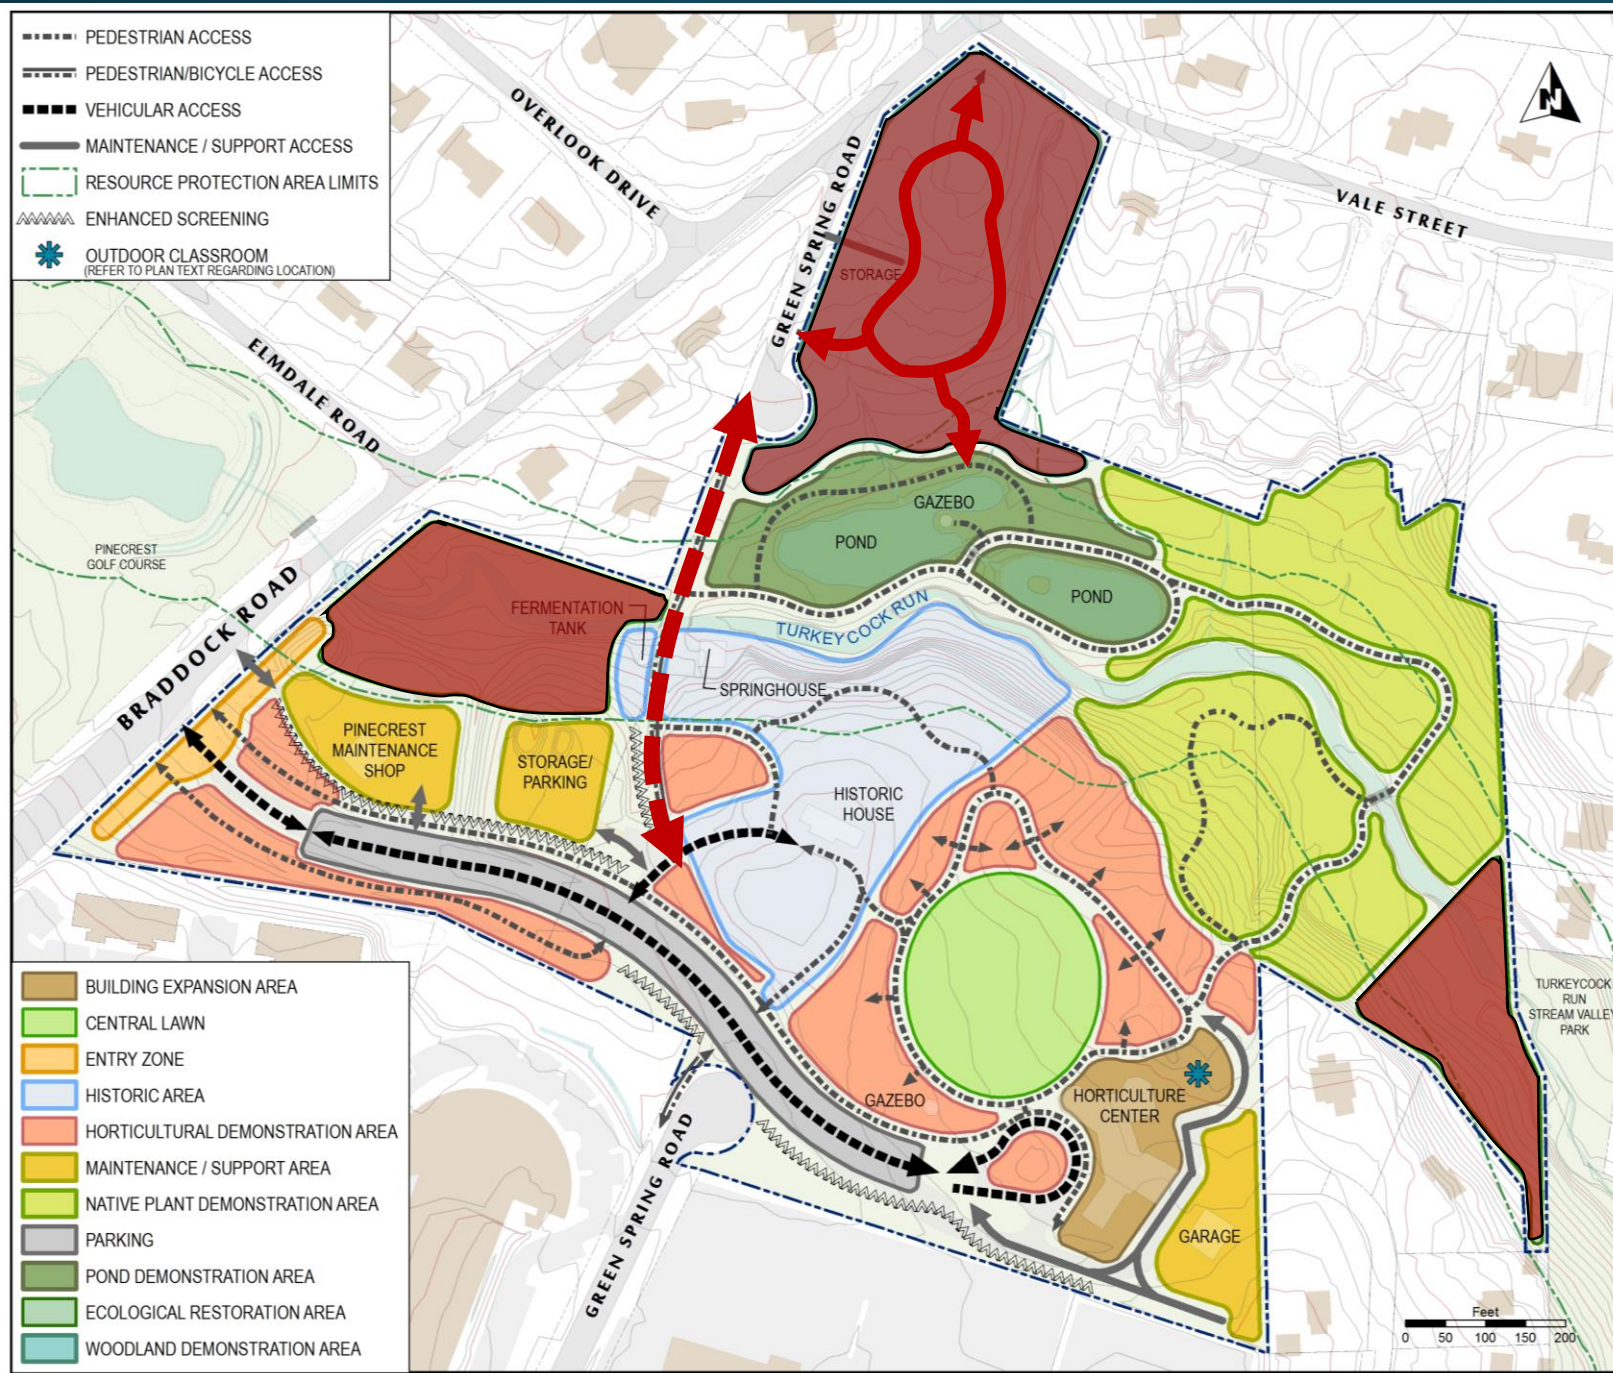 PEDESTRIAN ACCESS
PEDESTRIAN/BICYCLE ACCESS
VEHICULAR ACCESS
MAINTENANCE / SUPPORT ACCESS
RESOURCE PROTECTION AREA LIMITS
ENHANCED SCREENING
OUTDOOR CLASSROOM
(REFER TO PLAN TEXT REGARDING LOCATION)
N
OVERLOOK DRIVE
GREEN SPRING ROAD
VALE STREET
STORAGE
ELMDALE ROAD
PINECREST
GOLF COURSE
BRADDOCK ROAD
GAZEBO
POND
POND
FERMENTATION
TANK
TURKEYCOCK RUN
SPRINGHOUSE
PINECREST
MAINTENANCE
SHOP
STORAGE/
PARKING
HISTORIC
HOUSE
TURKEYCOCK
RUN
STREAM VALLEY
PARK
GAZEBO
HORTICULTURE
CENTER
GREEN SPRING ROAD
GARAGE
BUILDING EXPANSION AREA
CENTRAL LAWN
ENTRY ZONE
HISTORIC AREA
HORTICULTURAL DEMONSTRATION AREA
MAINTENANCE / SUPPORT AREA
NATIVE PLANT DEMONSTRATION AREA
PARKING
POND DEMONSTRATION AREA
ECOLOGICAL RESTORATION AREA
WOODLAND DEMONSTRATION AREA
Feet
0 50 100 150 200